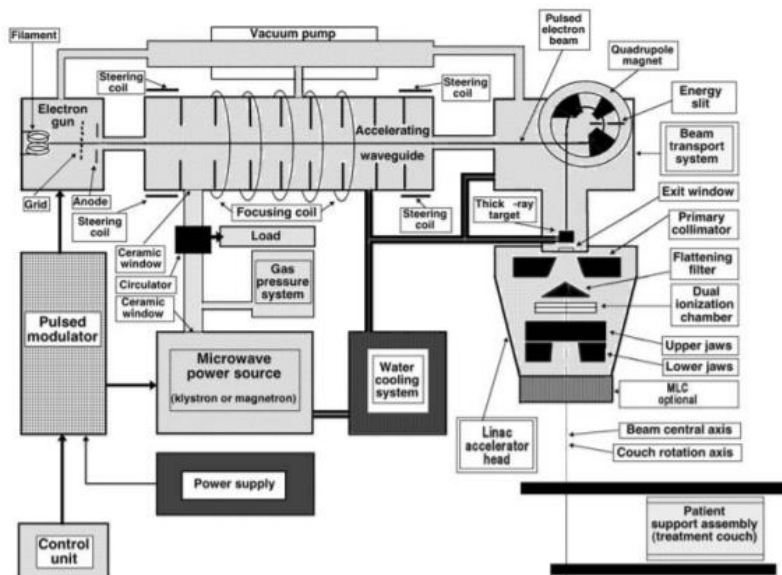 Filament
Vacuum pump
Pulsed
electron
beam
Quadrupole
magnet
Steering
coil
Steering
coil
Energy
slit
Electron
gun
Accelerating
waveguide
Beam
transport
system
Grid
Anode
Steering
coil
Focusing coil
Steering
coil
Thick -ray
target
Exit window
Primary
collimator
Ceramic
window
Load
Circulator
Gas
pressure
system
Flattening
filter
Ceramic
window
Dual
ionization
chamber
Pulsed
modulator
Microwave
power source
(klystron or magnetron)
Water
cooling
system
Upper jaws
Lower jaws
MLC
optional
Linac
accelerator
head
Beam central axis
Couch rotation axis
Power supply
Control
unit
Patient
support assembly
(treatment couch)